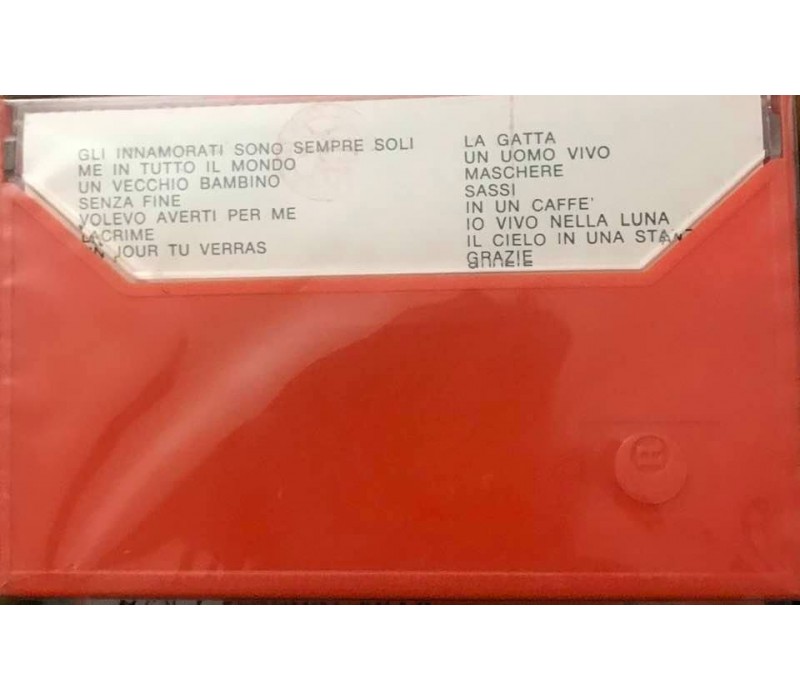 GLI INNAMORATI SONO SEMPRE SOLI
ME IN TUTTO IL MONDO
UN VECCHIO BAMBINO
SENZA FINE
VOLEVO AVERTI PER ME
LACRIME
UN JOUR TU VERRAS
LA GATTA
UN UOMO VIVO
MASCHERE
SASSI
IN UN CAFFE'
IO VIVO NELLA LUNA
IL CIELO IN UNA STANZ
GRAZIE